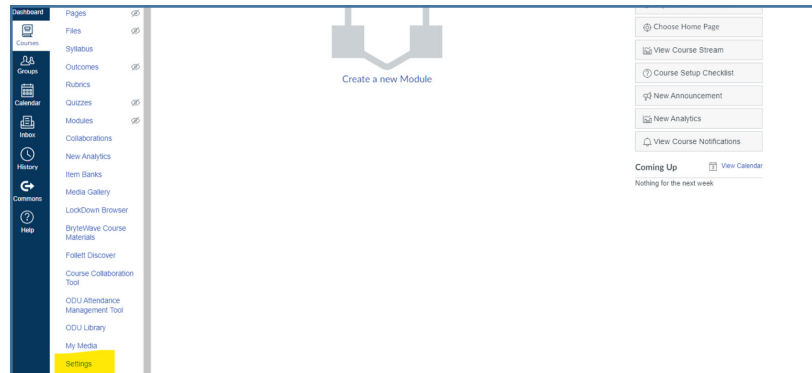 Dashboard
Courses
Groups
Calendar
Inbox
History
Commons
Help
Pages
Files
Syllabus
Outcomes
Rubrics
Quizzes
Modules
Collaborations
New Analytics
Item Banks
Media Gallery
LockDown Browser
BryteWave Course
Materials
Follett Discover
Course Collaboration
Tool
ODU Attendance
Management Tool
ODU Library
My Media
Settings
Create a new Module
Choose Home Page
View Course Stream
Course Setup Checklist
New Announcement
New Analytics
View Course Notifications
Coming Up
View Calendar
Nothing for the next week